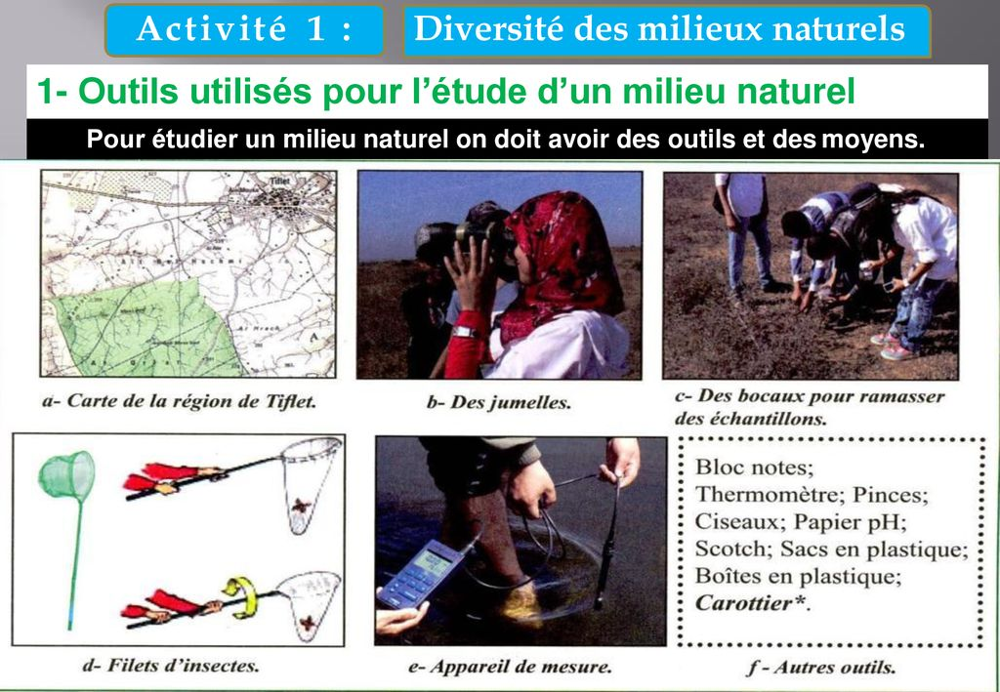 Activité 1 :
Diversité des milieux naturels
1- Outils utilisés pour l'étude d'un milieu naturel
Pour étudier un milieu naturel on doit avoir des outils et des moyens.
Tiflet
a- Carte de la région de Tiflet.
b- Des jumelles.
c- Des bocaux pour ramasser
des échantillons.
d- Filets d'insectes.
e- Appareil de mesure.
Bloc notes;
Thermomètre; Pinces;
Ciseaux; Papier pH;
Scotch; Sacs en plastique;
Boîtes en plastique;
Carottier*.
f - Autres outils.